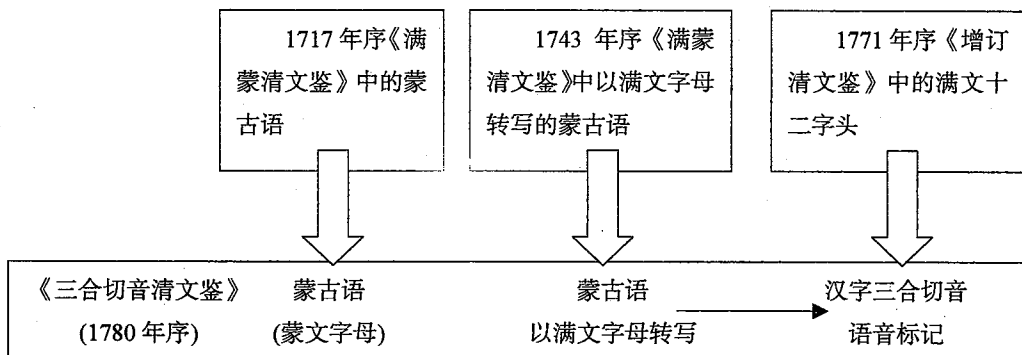 1717 年序《满
蒙清文鉴》中的蒙
古语
1743 年序《满蒙
清文鉴》中以满文字母
转写的蒙古语
1771 年序《增订
清文鉴》中的满文十
二字头
《三合切音清文鉴》
(1780 年序)
蒙古语
(蒙文字母)
蒙古语
以满文字母转写
汉字三合切音
语音标记